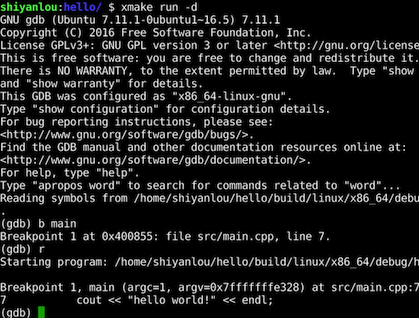 shiyanlou:hello/ $ xmake run -d
GNU gdb (Ubuntu 7.11.1-0ubuntu1~16.5) 7.11.1
Copyright (C) 2016 Free Software Foundation, Inc.
License GPLv3+: GNU GPL version 3 or later <http://gnu.org/license
This is free software: you are free to change and redistribute it.
There is NO WARRANTY, to the extent permitted by law.  Type "show
and "show warranty" for details.
This GDB was configured as "x86_64-linux-gnu".
Type "show configuration" for configuration details.
For bug reporting instructions, please see:
<http://www.gnu.org/software/gdb/bugs/>.
Find the GDB manual and other documentation resources online at:
<http://www.gnu.org/software/gdb/documentation/>.
For help, type "help".
Type "apropos word" to search for commands related to "word"...
Reading symbols from /home/shiyanlou/hello/build/linux/x86_64/debu
.
(gdb) b main
Breakpoint 1 at 0x400855: file src/main.cpp, line 7.
(gdb) r
Starting program: /home/shiyanlou/hello/build/linux/x86_64/debug/h

Breakpoint 1, main (argc=1, argv=0x7fffffffe328) at src/main.cpp:7
7          cout << "hello world!" << endl;
(gdb)